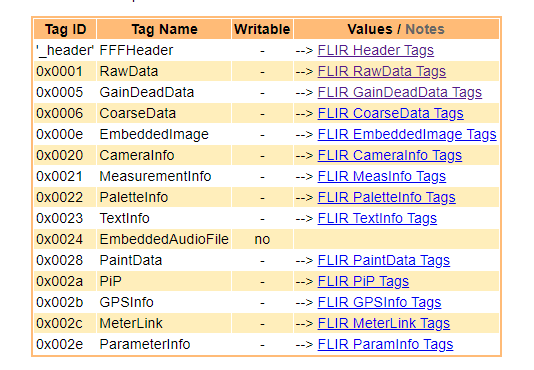 Tag ID Tag Name Writable Values / Notes
'_header' FFFHeader - --> FLIR Header Tags
0x0001 RawData - --> FLIR RawData Tags
0x0005 GainDeadData - --> FLIR GainDeadData Tags
0x0006 CoarseData - --> FLIR CoarseData Tags
0x000e EmbeddedImage - --> FLIR EmbeddedImage Tags
0x0020 CameraInfo - --> FLIR CameraInfo Tags
0x0021 MeasurementInfo - --> FLIR MeasInfo Tags
0x0022 PaletteInfo - --> FLIR PaletteInfo Tags
0x0023 TextInfo - --> FLIR TextInfo Tags
0x0024 EmbeddedAudioFile no
0x0028 PaintData - --> FLIR PaintData Tags
0x002a PiP - --> FLIR PiP Tags
0x002b GPSInfo - --> FLIR GPSInfo Tags
0x002c MeterLink - --> FLIR MeterLink Tags
0x002e ParameterInfo - --> FLIR ParamInfo Tags